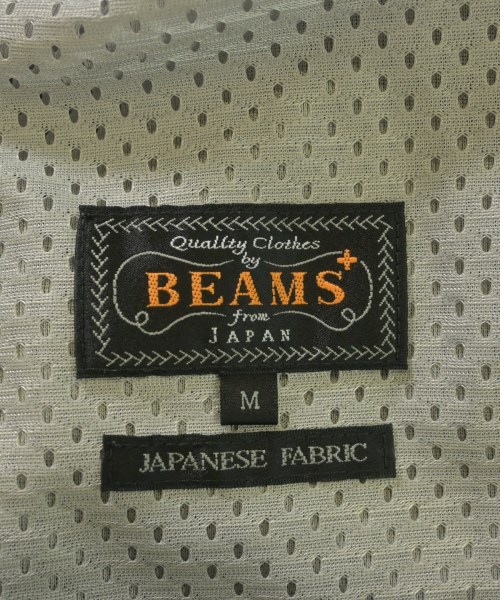 Quality Clothes
by
BEAMS+
from
JAPAN
M
JAPANESE FABRIC